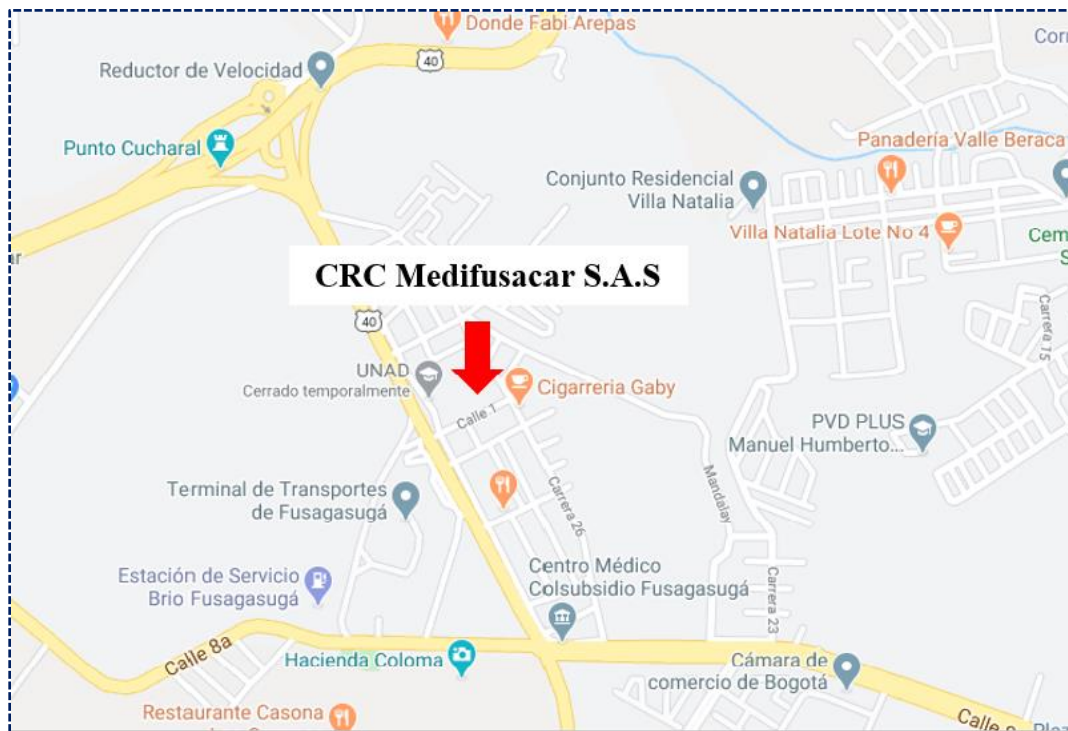 Donde Fabi Arepas
40
Reductor de Velocidad
Punto Cucharal
Panadería Valle Beraca
Conjunto Residencial
Villa Natalia
Villa Natalia Lote No 4
CRC Medifusacar S.A.S
40
UNAD
Cerrado temporalmente
Cigarreria Gaby
Calle 1
Carrera 15
PVD PLUS
Manuel Humberto...
Terminal de Transportes
de Fusagasugá
Carrera 26
Mandalay
Estación de Servicio
Brio Fusagasugá
Centro Médico
Colsubsidio Fusagasugá
Carrera 23
Calle 8a
Hacienda Coloma
Cámara de
comercio de Bogotá
Restaurante Casona
Calle